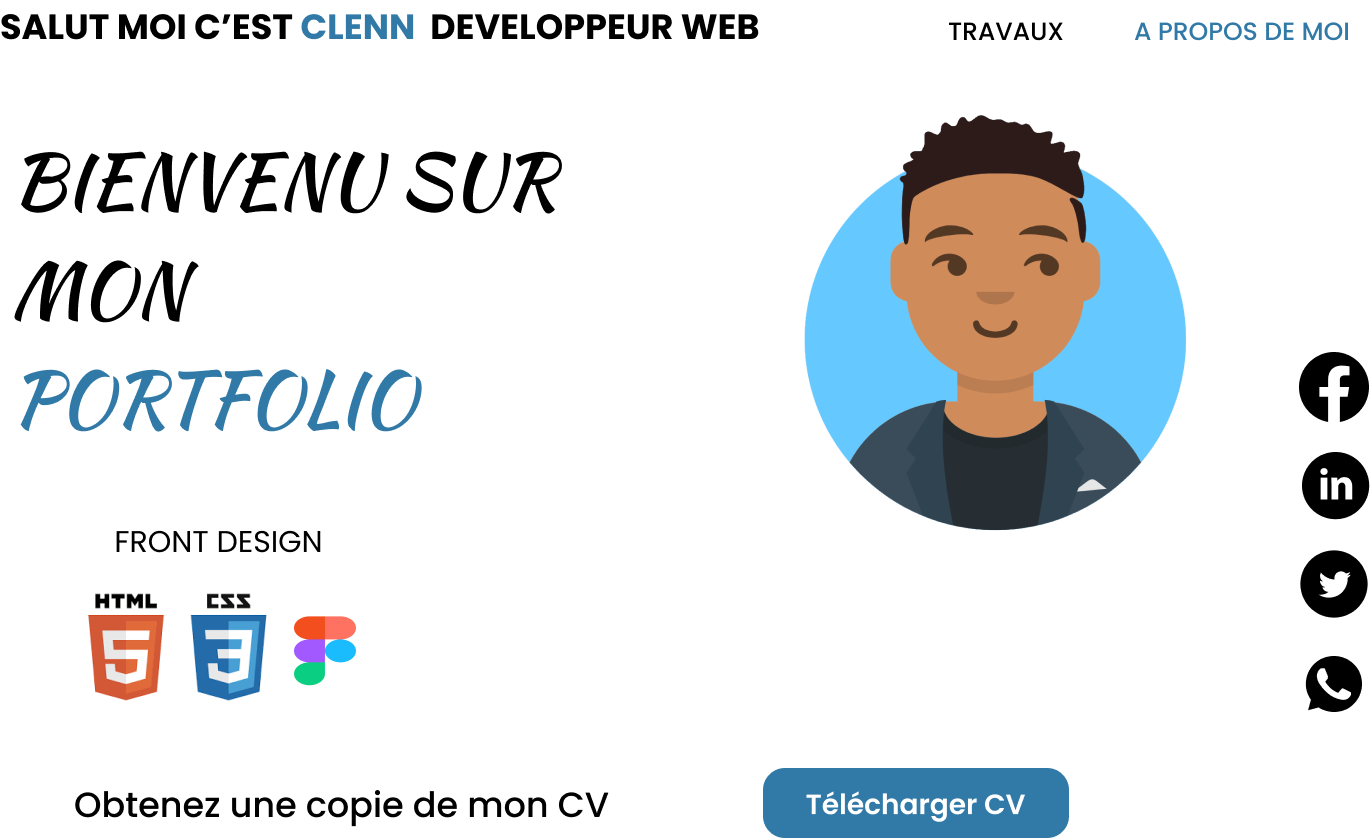 SALUT MOI C’EST CLENN DEVELOPPEUR WEB
TRAVAUX
A PROPOS DE MOI
BIENVENU SUR
MON
PORTFOLIO
FRONT DESIGN
HTML
5
CSS
3
Obtenez une copie de mon CV
Télécharger CV
in